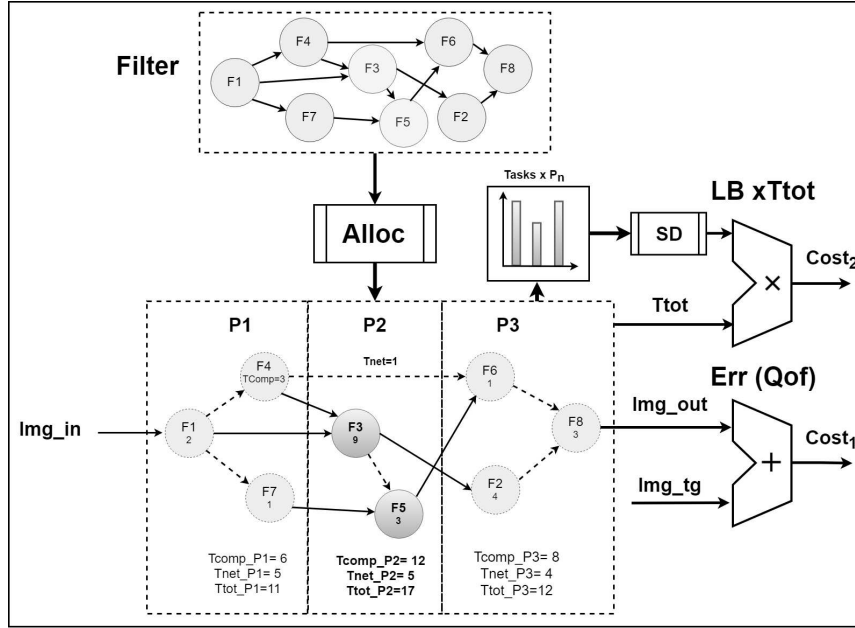 Filter
F4
F6
F3
F8
F1
F7
F5
F2
Tasks x Pn
LB xTtot
Alloc
SD
Cost2
×
Ttot
P1
P2
P3
F4
TComp=3
Tnet=1
F6
1
Err (Qof)
Img_out
Img_in
F1
2
F3
9
F8
3
Cost1
+
F7
1
F5
3
F2
4
Img_tg
Tcomp_P1= 6
Tnet_P1= 5
Ttot_P1=11
Tcomp_P2= 12
Tnet_P2= 5
Ttot_P2=17
Tcomp_P3= 8
Tnet_P3= 4
Ttot_P3=12